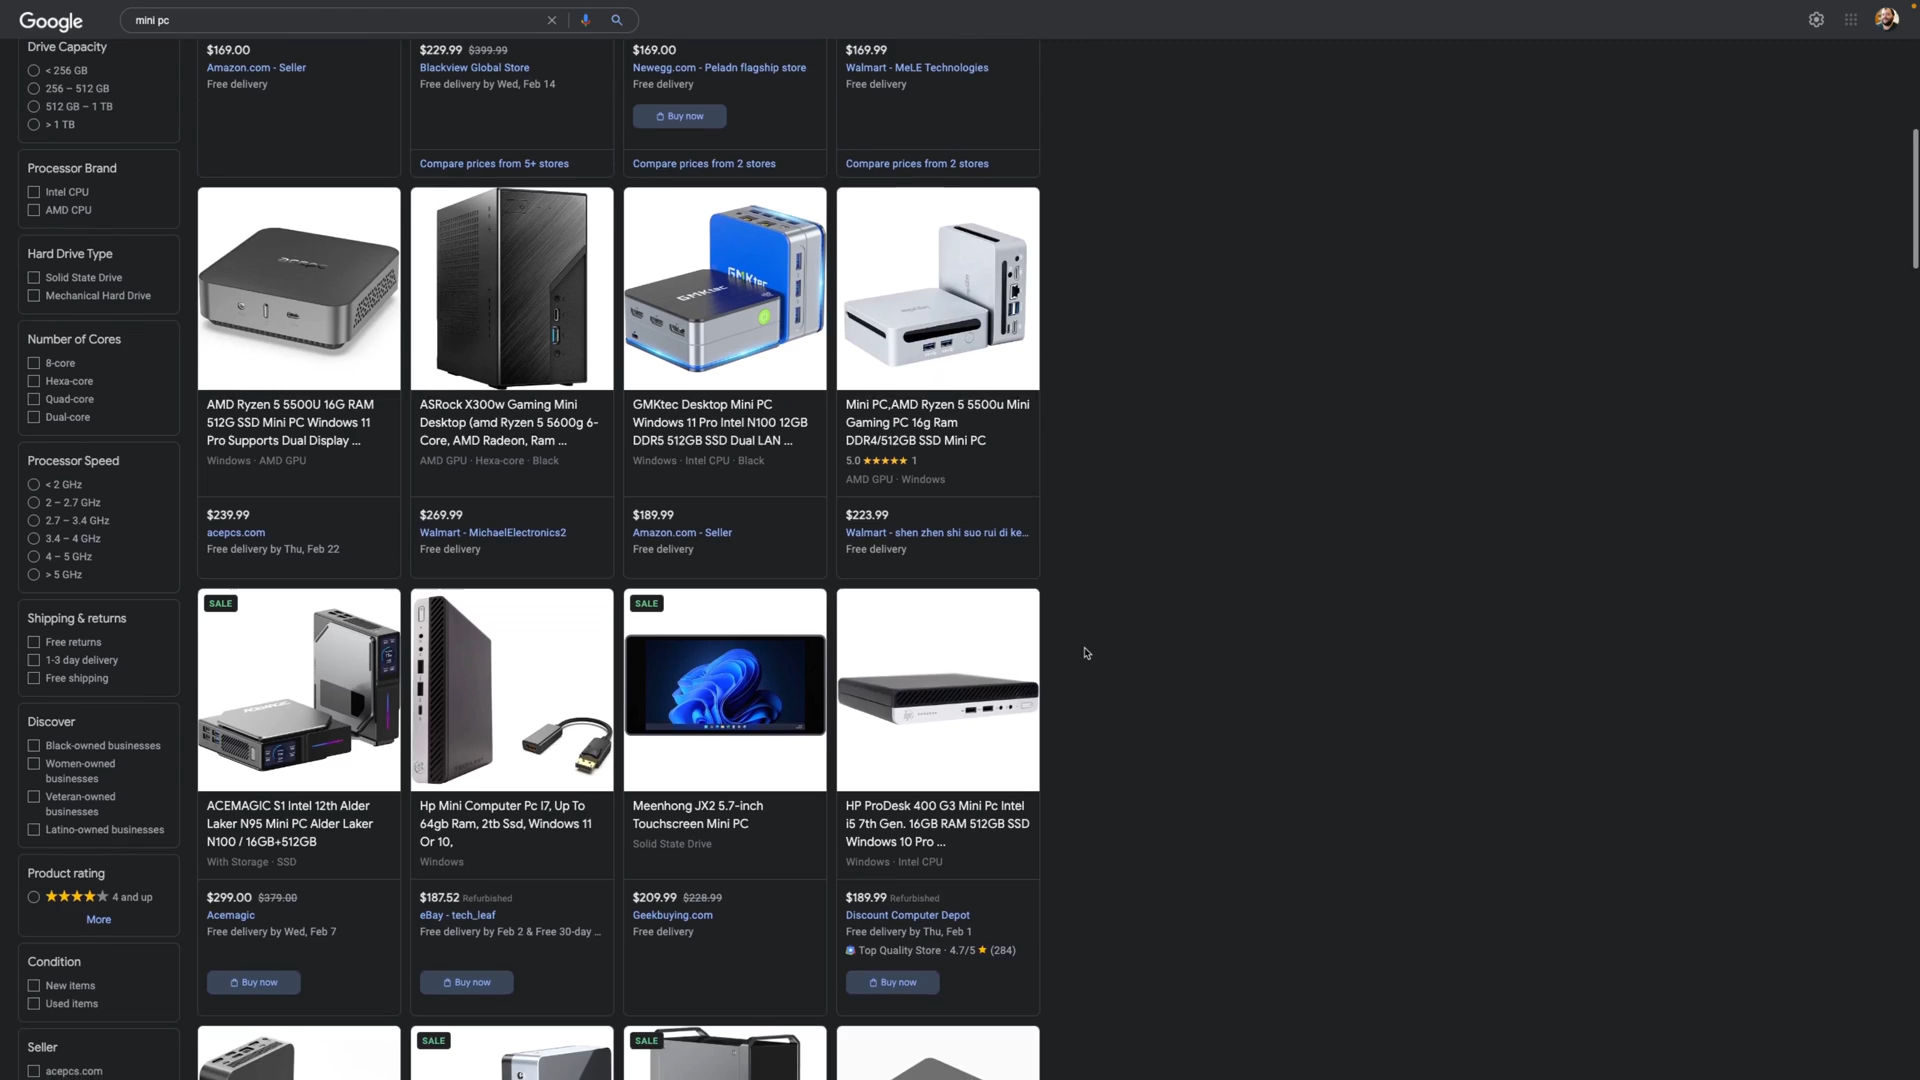 Google
mini pc
Drive Capacity
< 256 GB
256 – 512 GB
512 GB – 1 TB
> 1 TB
Processor Brand
Intel CPU
AMD CPU
Hard Drive Type
Solid State Drive
Mechanical Hard Drive
Number of Cores
8-core
Hexa-core
Quad-core
Dual-core
Processor Speed
< 2 GHz
2 – 2.7 GHz
2.7 – 3.4 GHz
3.4 – 4 GHz
4 – 5 GHz
> 5 GHz
Shipping & returns
Free returns
1-3 day delivery
Free shipping
Discover
Black-owned businesses
Women-owned
businesses
Veteran-owned
businesses
Latino-owned businesses
Product rating
4 and up
More
Condition
New items
Used items
Seller
acepcs.com
$169.00
Amazon.com - Seller
Free delivery
$229.99 $399.99
Blackview Global Store
Free delivery by Wed, Feb 14
Compare prices from 5+ stores
$169.00
Newegg.com - Peladn flagship store
Free delivery
Buy now
Compare prices from 2 stores
$169.99
Walmart - MeLE Technologies
Free delivery
Compare prices from 2 stores
AMD Ryzen 5 5500U 16G RAM
512G SSD Mini PC Windows 11
Pro Supports Dual Display ...
Windows · AMD GPU
$239.99
acepcs.com
Free delivery by Thu, Feb 22
ASRock X300w Gaming Mini
Desktop (amd Ryzen 5 5600g 6-
Core, AMD Radeon, Ram ...
AMD GPU · Hexa-core · Black
$269.99
Walmart - MichaelElectronics2
Free delivery
GMKtec
GMKtec
GMKtec Desktop Mini PC
Windows 11 Pro Intel N100 12GB
DDR5 512GB SSD Dual LAN ...
Windows · Intel CPU · Black
$189.99
Amazon.com - Seller
Free delivery
Mini PC,AMD Ryzen 5 5500u Mini
Gaming PC 16g Ram
DDR4/512GB SSD Mini PC
5.0 ★★★★★ 1
AMD GPU · Windows
$223.99
Walmart - shen zhen shi suo rui di ke...
Free delivery
SALE
ACEMAGIC
ACEMAGIC S1 Intel 12th Alder
Laker N95 Mini PC Alder Laker
N100 / 16GB+512GB
With Storage · SSD
$299.00 $379.00
Acemagic
Free delivery by Wed, Feb 7
Buy now
Hp Mini Computer Pc I7, Up To
64gb Ram, 2tb Ssd, Windows 11
Or 10,
Windows
$187.52 Refurbished
eBay - tech_leaf
Free delivery by Feb 2 & Free 30-day ...
Buy now
SALE
Meenhong JX2 5.7-inch
Touchscreen Mini PC
Solid State Drive
$209.99 $228.99
Geekbuying.com
Free delivery
HP ProDesk 400 G3 Mini Pc Intel
i5 7th Gen. 16GB RAM 512GB SSD
Windows 10 Pro ...
Windows · Intel CPU
$189.99 Refurbished
Discount Computer Depot
Free delivery by Thu, Feb 1
Top Quality Store · 4.7/5 ★ (284)
Buy now
SALE
SALE